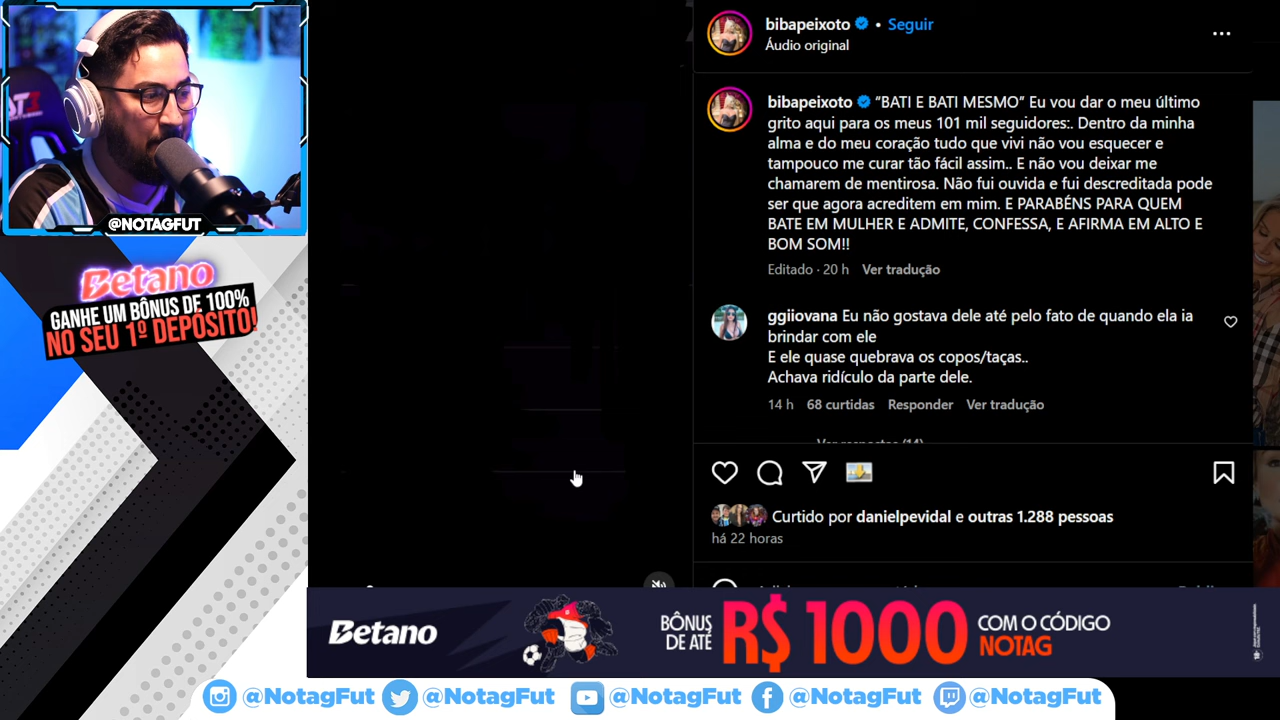 @NOTAGFUT
Betano
GANHE UM BÔNUS DE 100%
NO SEU 1º DEPÓSITO!
bibapeixoto • Seguir
Áudio original
bibapeixoto “BATI E BATI MESMO” Eu vou dar o meu último
grito aqui para os meus 101 mil seguidores:. Dentro da minha
alma e do meu coração tudo que vivi não vou esquecer e
tampouco me curar tão fácil assim.. E não vou deixar me
chamarem de mentirosa. Não fui ouvida e fui descreditada pode
ser que agora acreditem em mim. E PARABÉNS PARA QUEM
BATE EM MULHER E ADMITE, CONFESSA, E AFIRMA EM ALTO E
BOM SOM!!
Editado · 20 h Ver tradução
ggiiovana Eu não gostava dele até pelo fato de quando ela ia
brindar com ele
E ele quase quebrava os copos/taças..
Achava ridículo da parte dele.
14 h 68 curtidas Responder Ver tradução
Ver respostas (14)
Curtido por danielpevidal e outras 1.288 pessoas
há 22 horas
Betano
BÔNUS
DE ATÉ
R$ 1000
COM O CÓDIGO
NOTAG
@NotagFut @NotagFut @NotagFut @NotagFut @NotagFut